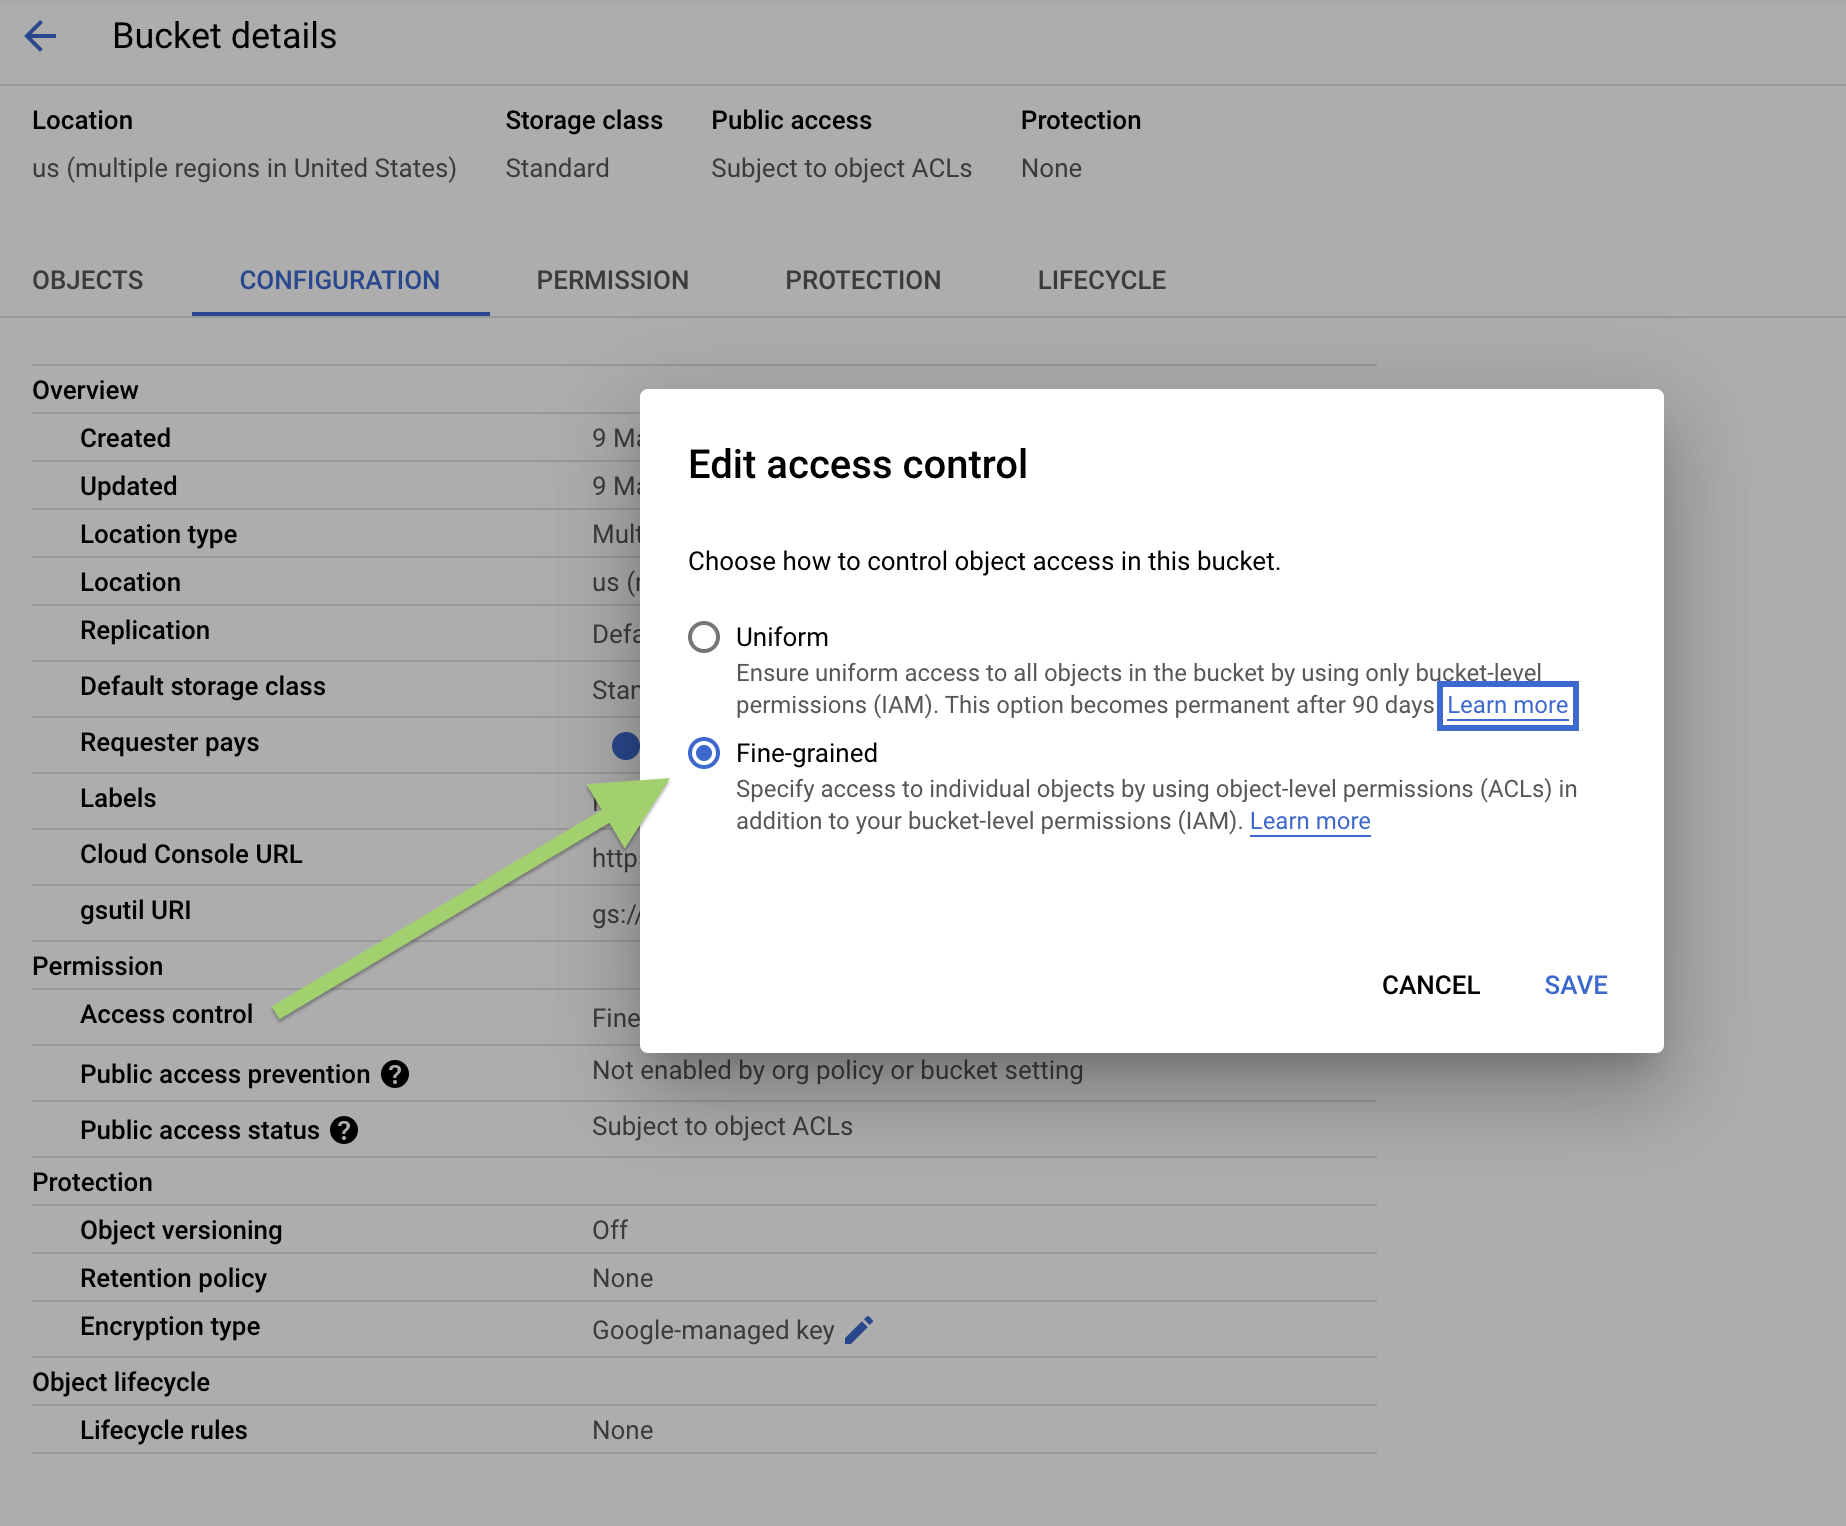 Bucket details
Location Storage class Public access Protection
us (multiple regions in United States) Standard Subject to object ACLs None
OBJECTS CONFIGURATION PERMISSION PROTECTION LIFECYCLE
Overview
Created 9
Updated 9
Location type
Location us
Replication
Default storage class
Requester pays
Labels
Cloud Console URL
gsutil URI gs://
Permission
Access control Fine
Public access prevention Not enabled by org policy or bucket setting
Public access status Subject to object ACLs
Protection
Object versioning Off
Retention policy None
Encryption type Google-managed key
Object lifecycle
Lifecycle rules None
Edit access control
Choose how to control object access in this bucket.
Uniform
Ensure uniform access to all objects in the bucket by using only bucket-level
permissions (IAM). This option becomes permanent after 90 days Learn more
Fine-grained
Specify access to individual objects by using object-level permissions (ACLs) in
addition to your bucket-level permissions (IAM). Learn more
CANCEL SAVE